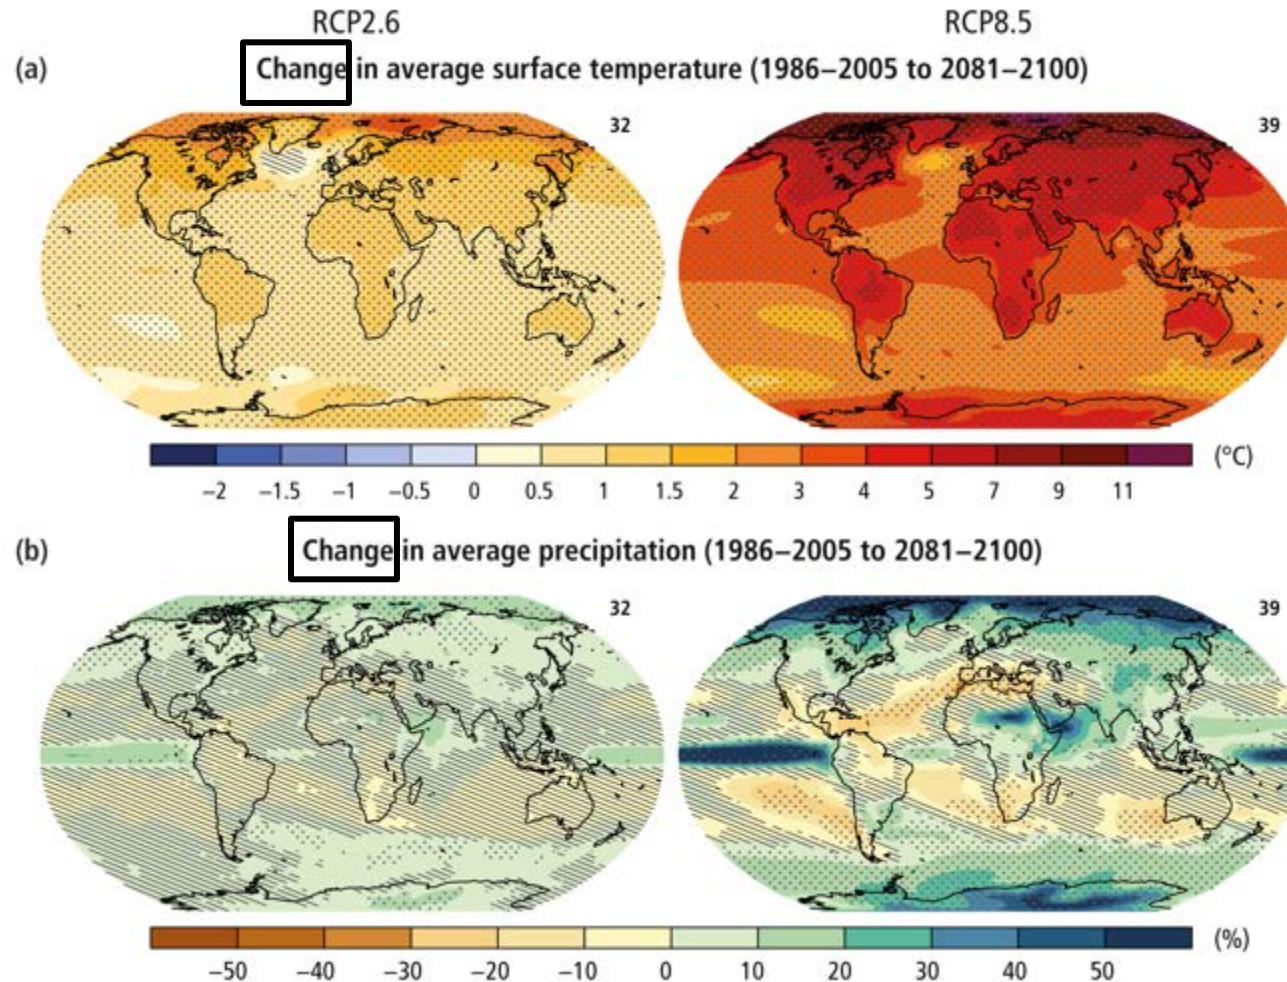 RCP2.6 RCP8.5
(a) Change in average surface temperature (1986–2005 to 2081–2100)
32 39
(°C)
−2 −1.5 −1 −0.5 0 0.5 1 1.5 2 3 4 5 7 9 11
(b) Change in average precipitation (1986–2005 to 2081–2100)
32 39
(%)
−50 −40 −30 −20 −10 0 10 20 30 40 50